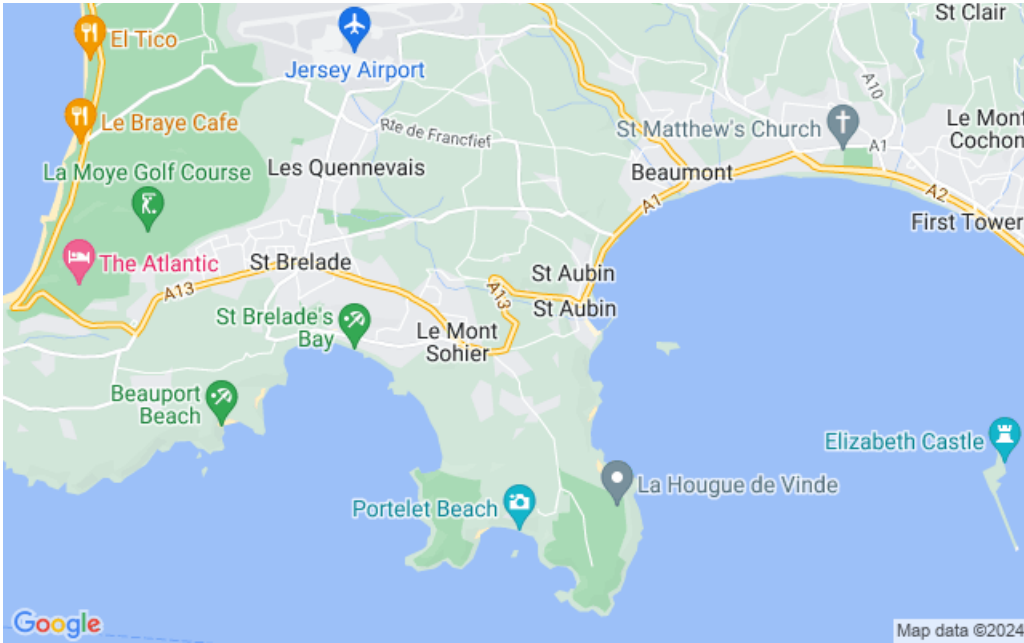 St Clair
El Tico
Jersey Airport
A10
Le Braye Cafe
Rte de Francfief
St Matthew's Church
A1
Le Mont
Cochon
La Moye Golf Course
Les Quennevais
Beaumont
A1
A2
First Tower
The Atlantic
St Brelade
A13
A13
St Aubin
St Aubin
St Brelade's
Bay
Le Mont
Sohier
Beauport
Beach
Elizabeth Castle
La Hougue de Vinde
Portelet Beach
Google
Map data ©2024